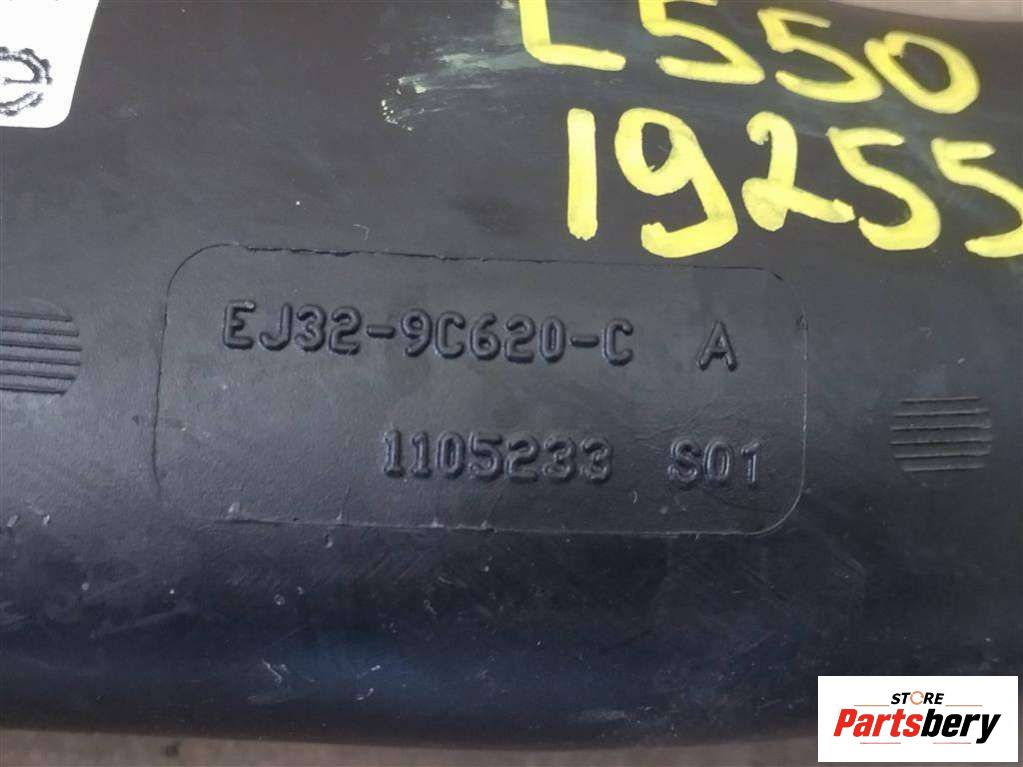 L550
19255
EJ32-9C620-C A
1105233 S01
STORE
Partsbery